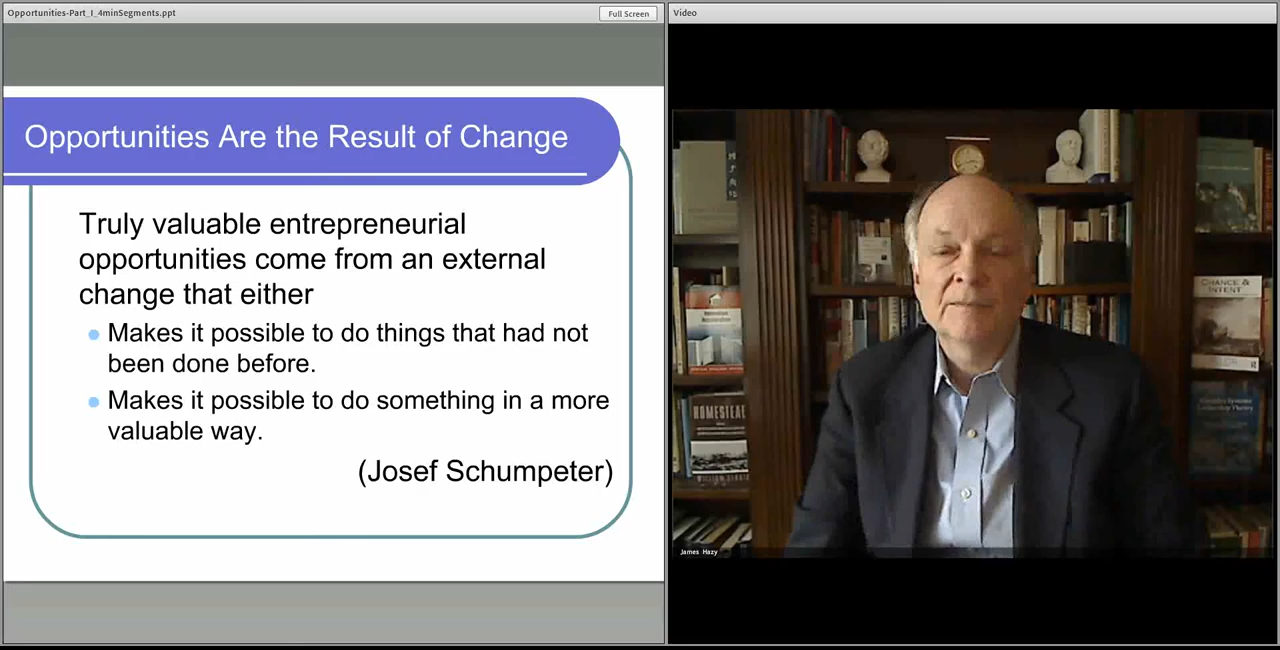 Opportunities-Part_I_4minSegments.ppt
Full Screen
Video
Opportunities Are the Result of Change
Truly valuable entrepreneurial
opportunities come from an external
change that either
Makes it possible to do things that had not
been done before.
Makes it possible to do something in a more
valuable way.
(Josef Schumpeter)
CHANCE &
INTENT
HOMESTEAD
James Hazy